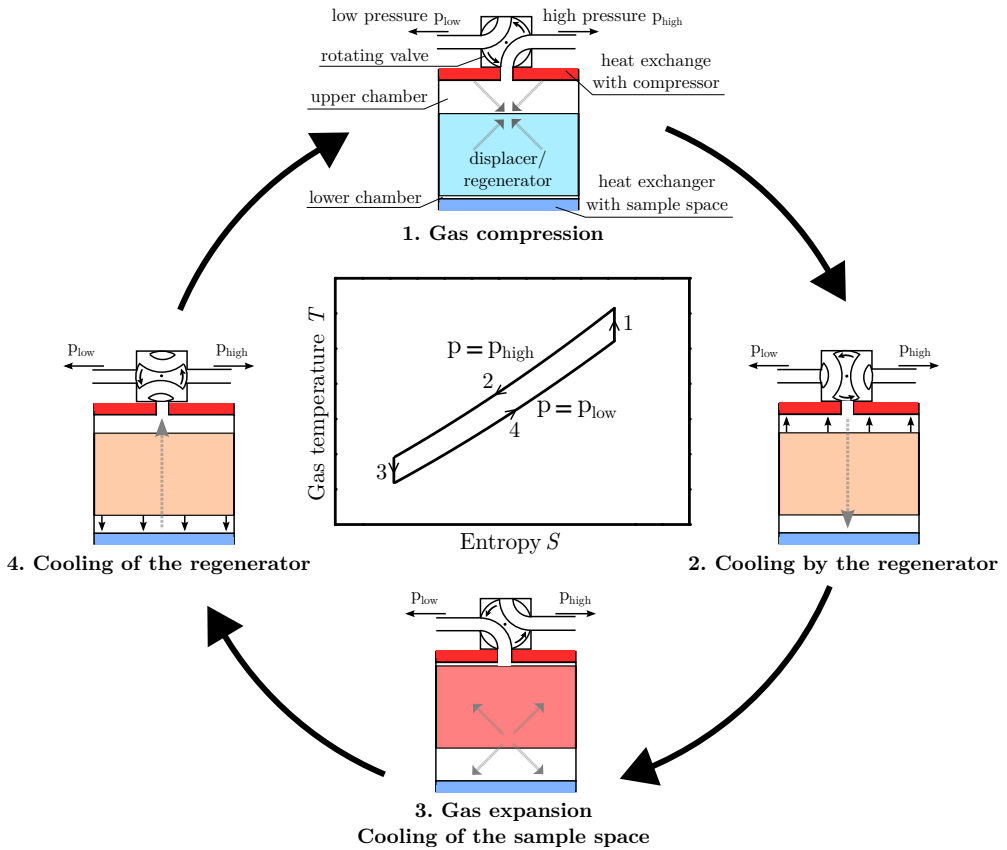 low pressure p_low
high pressure p_high
rotating valve
heat exchange
with compressor
upper chamber
displacer/
regenerator
lower chamber
heat exchanger
with sample space
1. Gas compression
Gas temperature T
p=p_high
1
2
p=p_low
4
3
Entropy S
p_low
p_high
4. Cooling of the regenerator
p_low
p_high
2. Cooling by the regenerator
p_low
p_high
3. Gas expansion
Cooling of the sample space